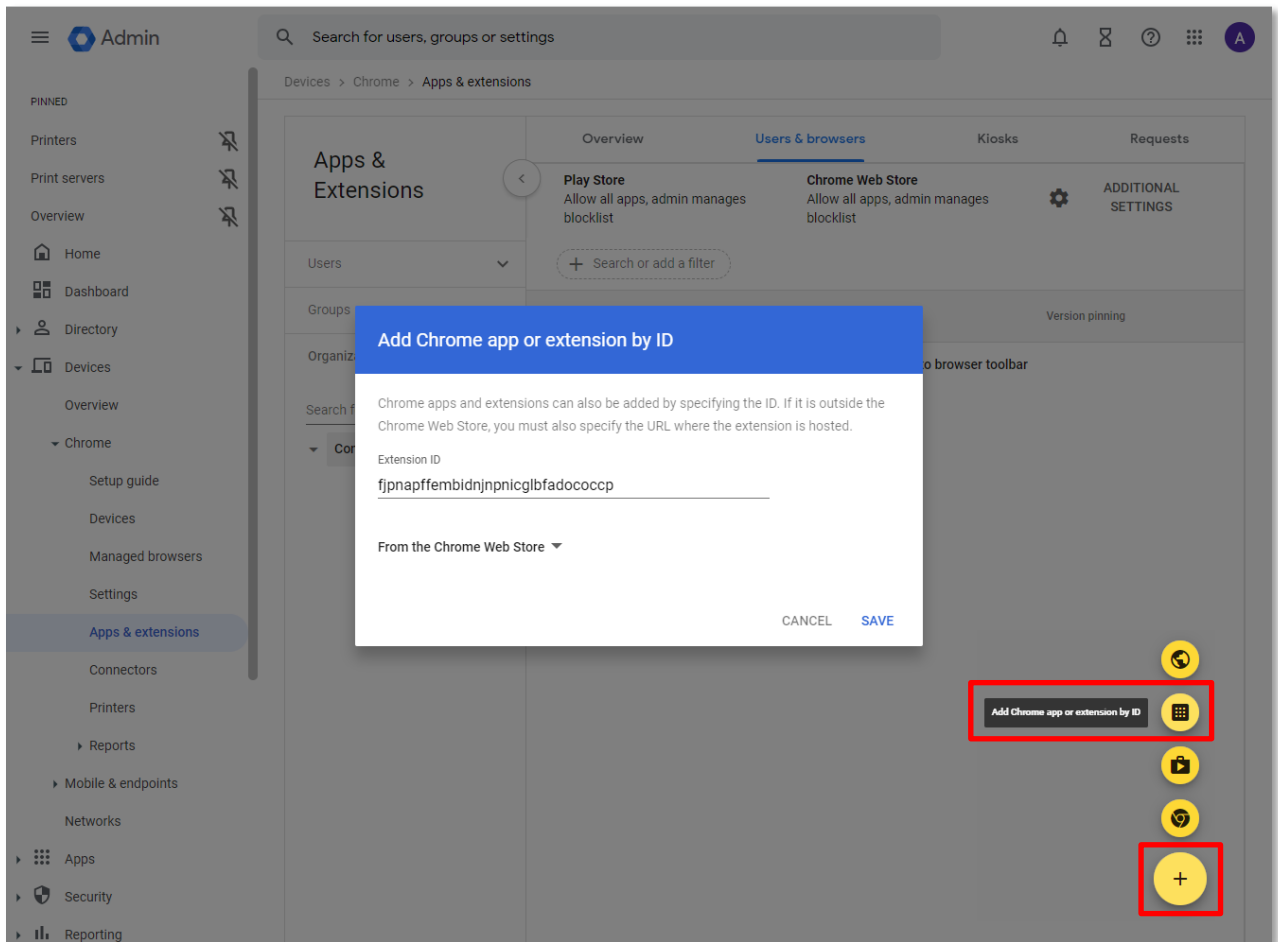 Admin
Search for users, groups or settings
A
Devices > Chrome > Apps & extensions
PINNED
Printers
Print servers
Overview
Home
Dashboard
Directory
Devices
Overview
Chrome
Setup guide
Devices
Managed browsers
Settings
Apps & extensions
Connectors
Printers
Reports
Mobile & endpoints
Networks
Apps
Security
Reporting
Apps &
Extensions
Users
Groups
Organiz
Search f
Cor
Overview
Users & browsers
Kiosks
Requests
Play Store
Allow all apps, admin manages
blocklist
Chrome Web Store
Allow all apps, admin manages
blocklist
ADDITIONAL
SETTINGS
+ Search or add a filter
Version pinning
o browser toolbar
Add Chrome app or extension by ID
Chrome apps and extensions can also be added by specifying the ID. If it is outside the
Chrome Web Store, you must also specify the URL where the extension is hosted.
Extension ID
fjpnapffembidnjnpnicglbfadococcp
From the Chrome Web Store
CANCEL SAVE
Add Chrome app or extension by ID
+